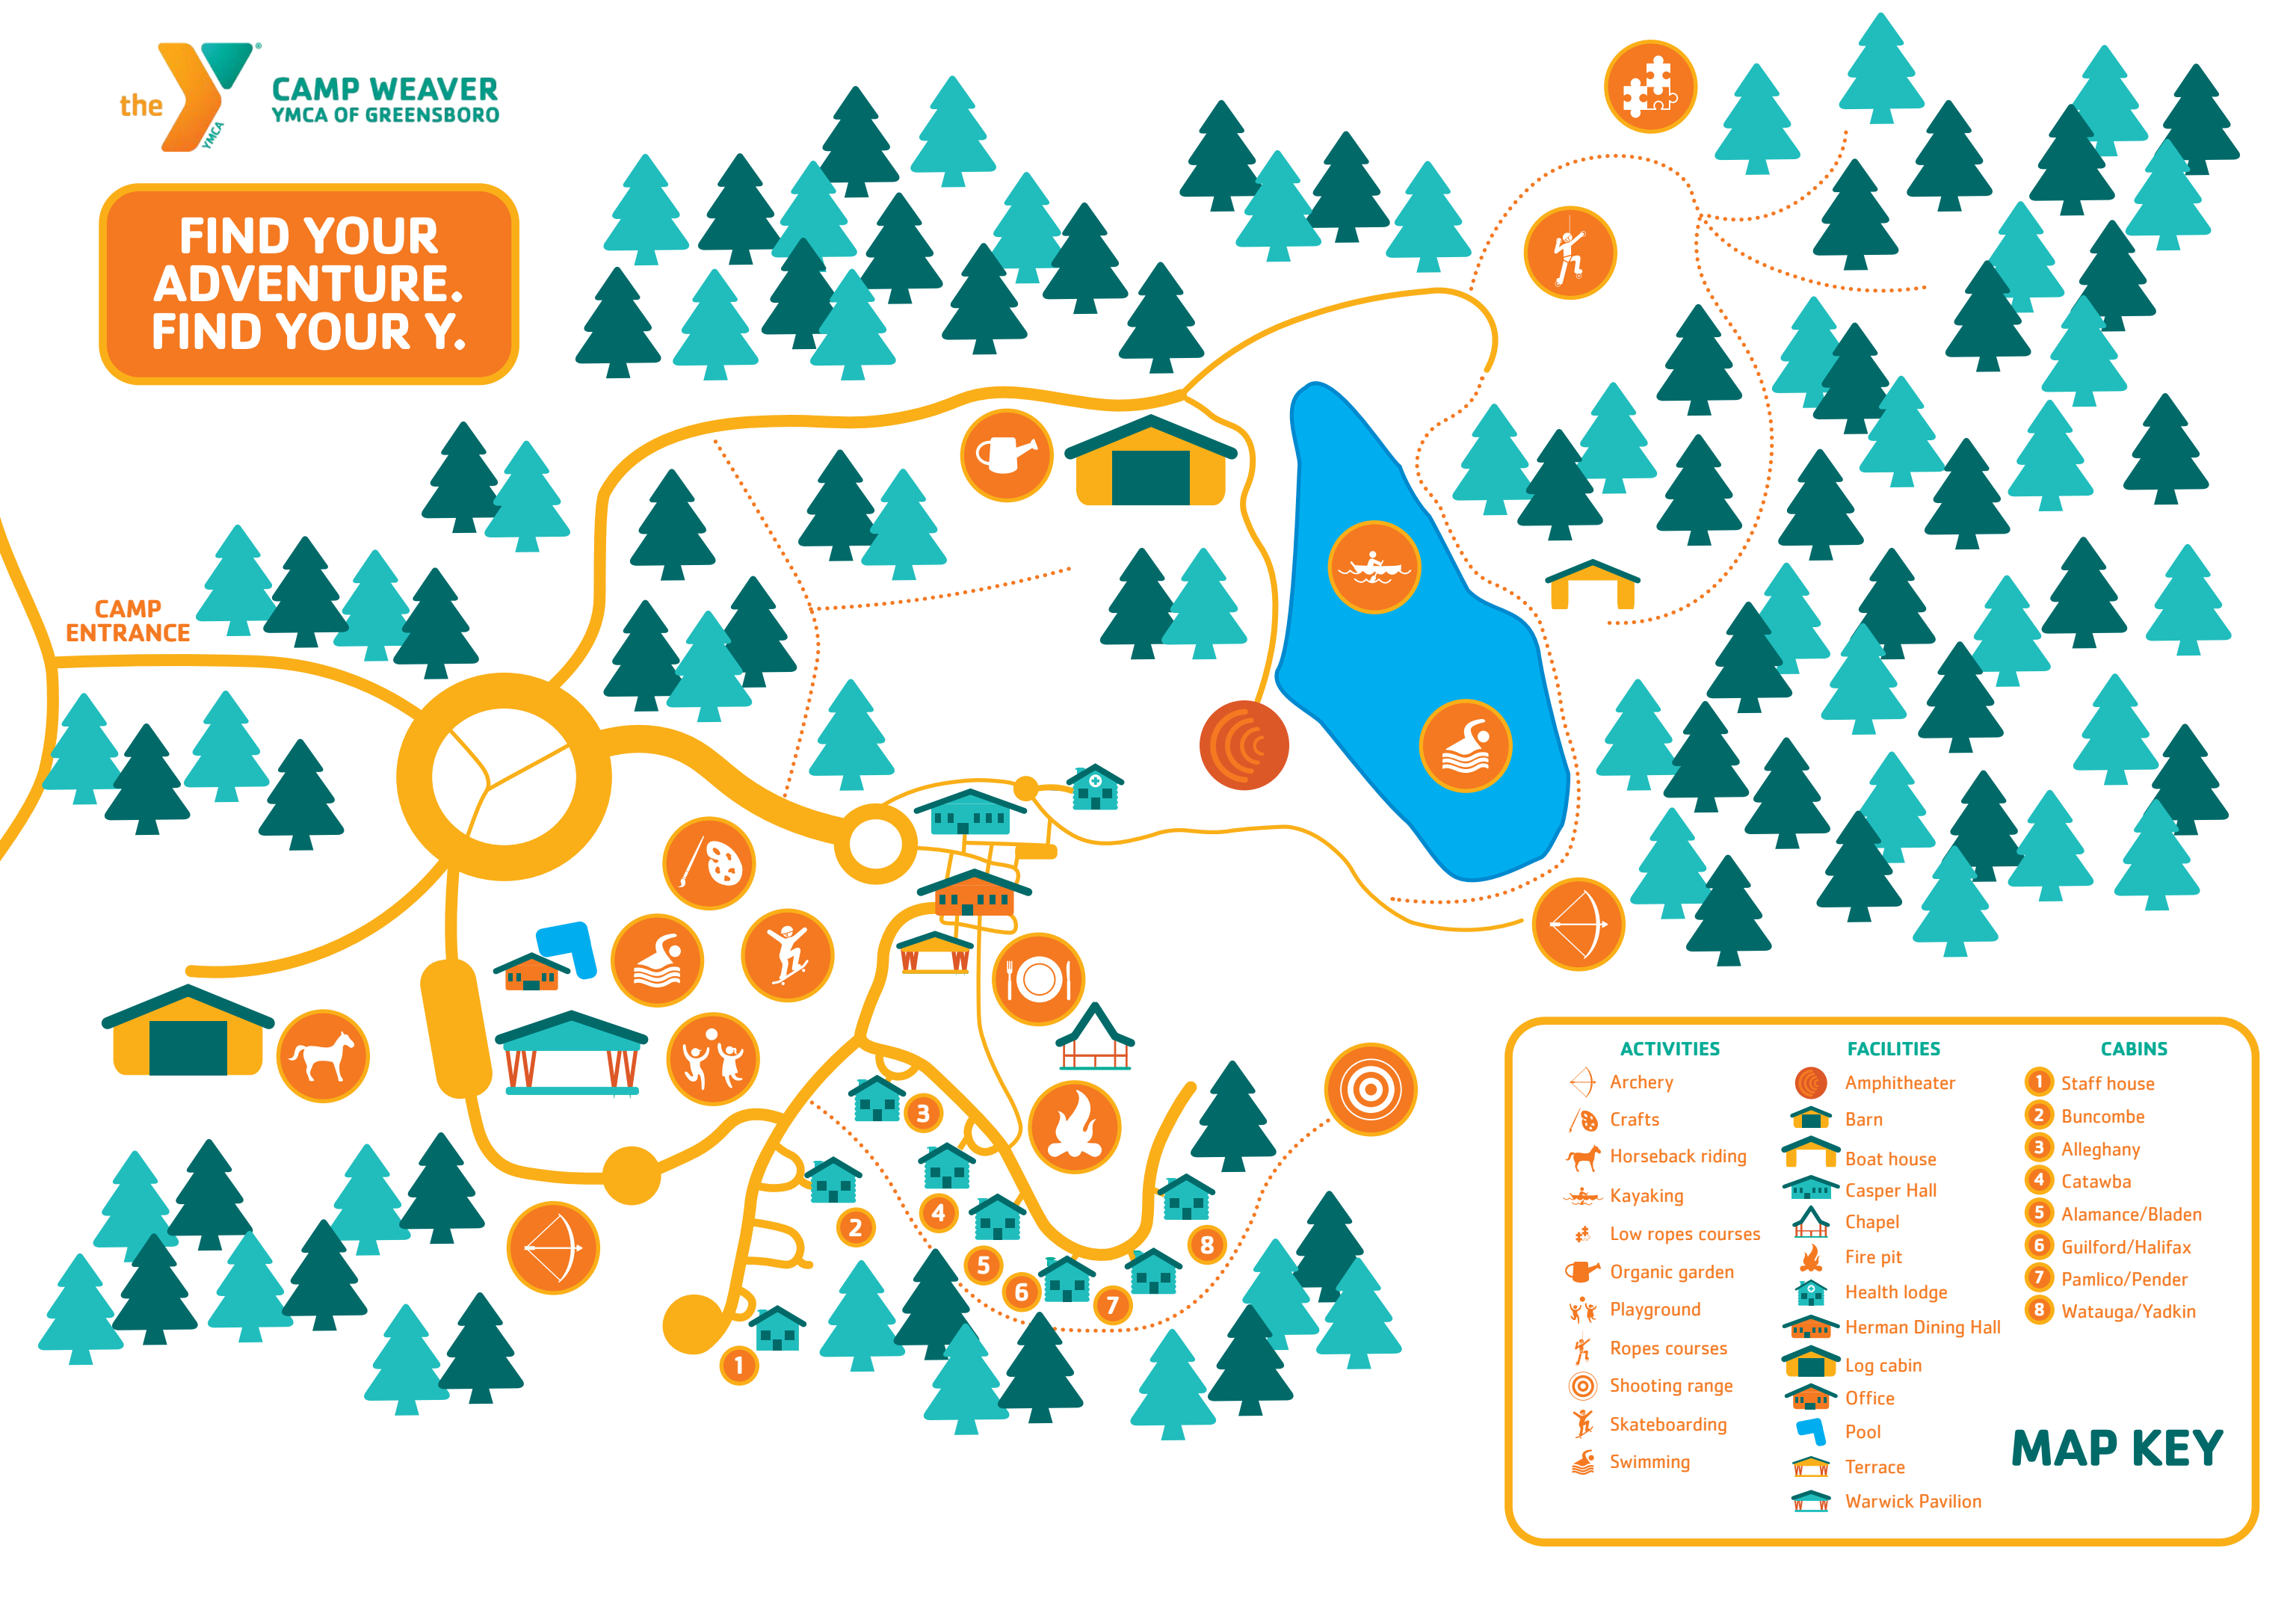 the
YMCA
®
CAMP WEAVER
YMCA OF GREENSBORO
FIND YOUR
ADVENTURE.
FIND YOUR Y.
CAMP
ENTRANCE
3
2
4
5
6
7
8
1
ACTIVITIES
Archery
Crafts
Horseback riding
Kayaking
Low ropes courses
Organic garden
Playground
Ropes courses
Shooting range
Skateboarding
Swimming
FACILITIES
Amphitheater
Barn
Boat house
Casper Hall
Chapel
Fire pit
Health lodge
Herman Dining Hall
Log cabin
Office
Pool
Terrace
Warwick Pavilion
CABINS
1 Staff house
2 Buncombe
3 Alleghany
4 Catawba
5 Alamance/Bladen
6 Guilford/Halifax
7 Pamlico/Pender
8 Watauga/Yadkin
MAP KEY